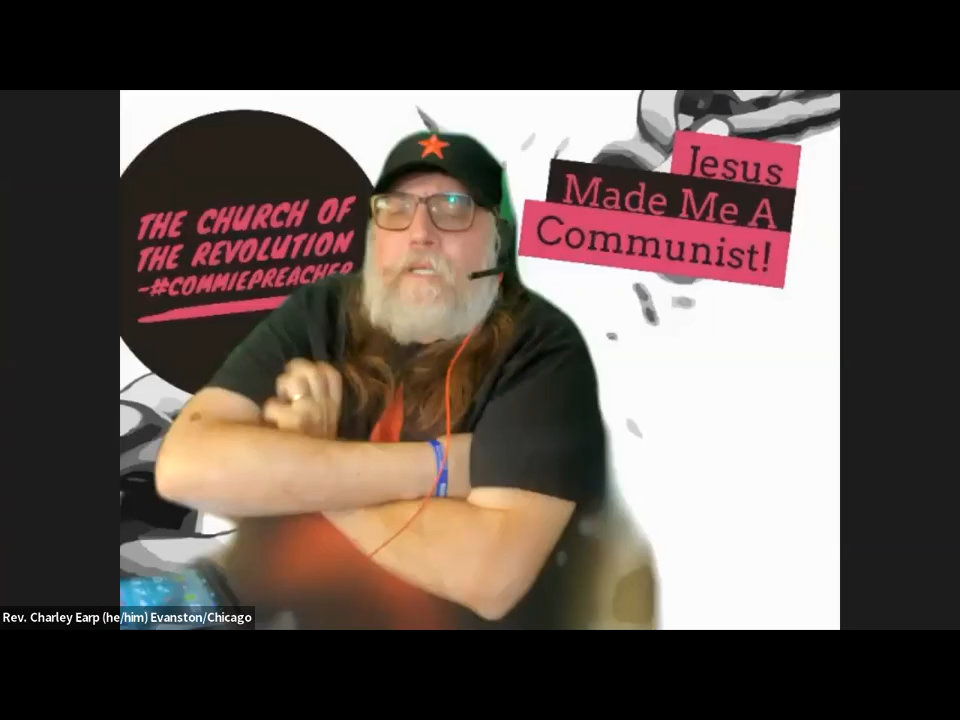 THE CHURCH OF
THE REVOLUTION
-#COMMIEPREACHER
Jesus
Made Me A
Communist!
Rev. Charley Earp (he/him) Evanston/Chicago